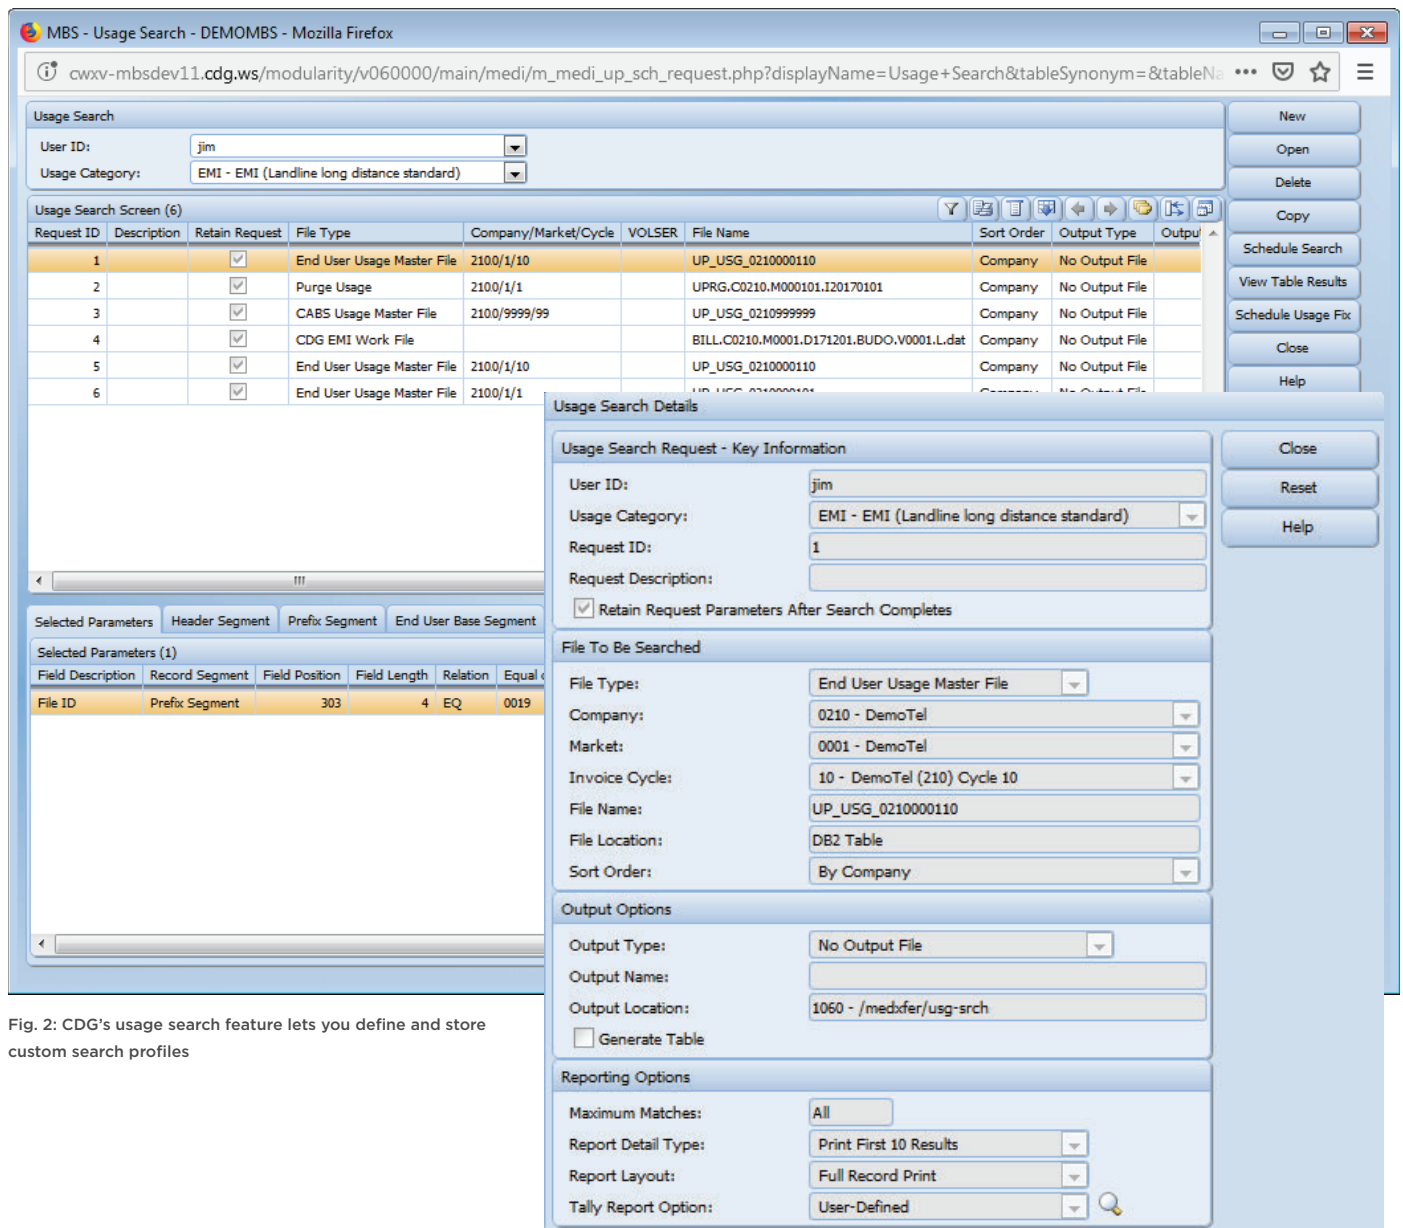 MBS - Usage Search - DEMOMBS - Mozilla Firefox
cwxv-mbsdev11.cdg.ws/modularity/v060000/main/medi/m_medi_up_sch_request.php?displayName=Usage+Search&tableSynonym=&tableNa
Usage Search
User ID: jim
Usage Category: EMI - EMI (Landline long distance standard)
New
Open
Delete
Copy
Schedule Search
View Table Results
Schedule Usage Fix
Close
Help
Usage Search Screen (6)
Request ID Description Retain Request File Type Company/Market/Cycle VOLSER File Name Sort Order Output Type Output
1 End User Usage Master File 2100/1/10 UP_USG_0210000110 Company No Output File
2 Purge Usage 2100/1/1 UPRG.C0210.M000101.I20170101 Company No Output File
3 CABS Usage Master File 2100/9999/99 UP_USG_0210999999 Company No Output File
4 CDG EMI Work File BILL.C0210.M0001.D171201.BUDO.V0001.L.dat Company No Output File
5 End User Usage Master File 2100/1/10 UP_USG_0210000110 Company No Output File
6 End User Usage Master File 2100/1/1 UP_USG_0210000101 Company No Output File
Selected Parameters Header Segment Prefix Segment End User Base Segment
Selected Parameters (1)
Field Description Record Segment Field Position Field Length Relation Equal
File ID Prefix Segment 303 4 EQ 0019
Usage Search Details
Usage Search Request - Key Information
User ID: jim
Usage Category: EMI - EMI (Landline long distance standard)
Request ID: 1
Request Description:
Retain Request Parameters After Search Completes
File To Be Searched
File Type: End User Usage Master File
Company: 0210 - DemoTel
Market: 0001 - DemoTel
Invoice Cycle: 10 - DemoTel (210) Cycle 10
File Name: UP_USG_0210000110
File Location: DB2 Table
Sort Order: By Company
Output Options
Output Type: No Output File
Output Name:
Output Location: 1060 - /medxfer/usg-srch
Generate Table
Reporting Options
Maximum Matches: All
Report Detail Type: Print First 10 Results
Report Layout: Full Record Print
Tally Report Option: User-Defined
Close
Reset
Help
Fig. 2: CDG's usage search feature lets you define and store
custom search profiles